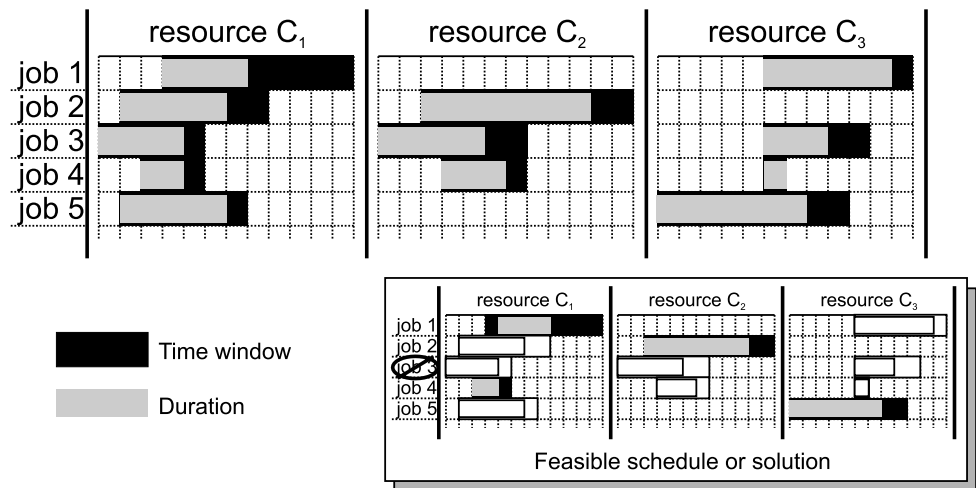 resource C1 resource C2 resource C3
job 1
job 2
job 3
job 4
job 5
Time window
Duration
resource C1 resource C2 resource C3
job 1
job 2
job 3
job 4
job 5
Feasible schedule or solution